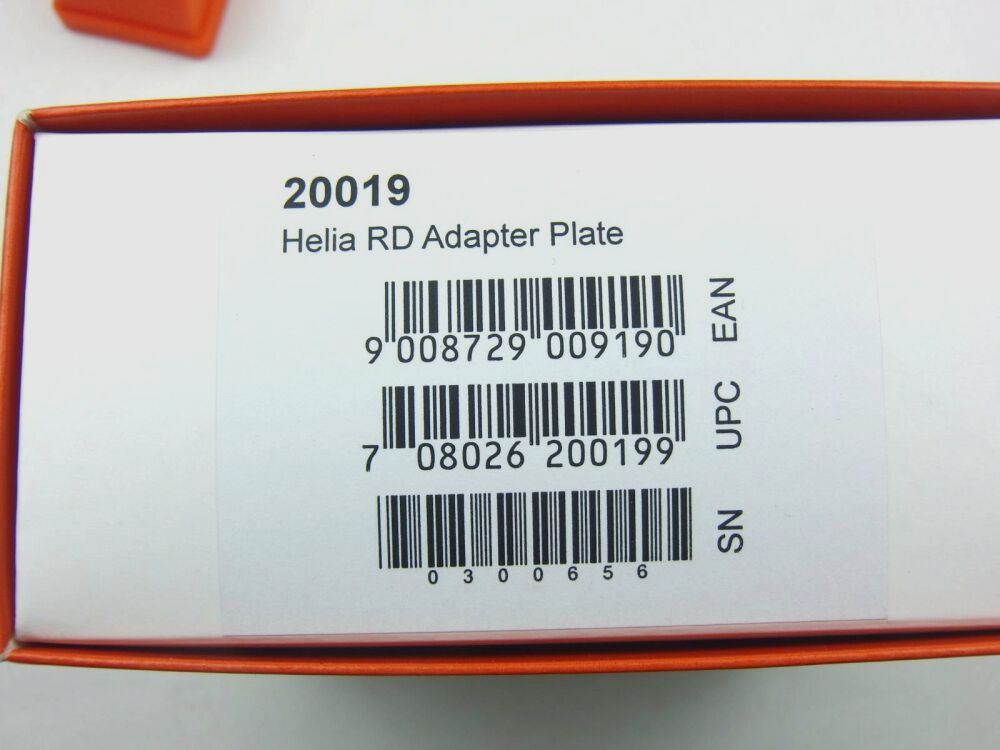 20019
Helia RD Adapter Plate
9 008729 009190 EAN
7 08026 200199 UPC
0300656 SN